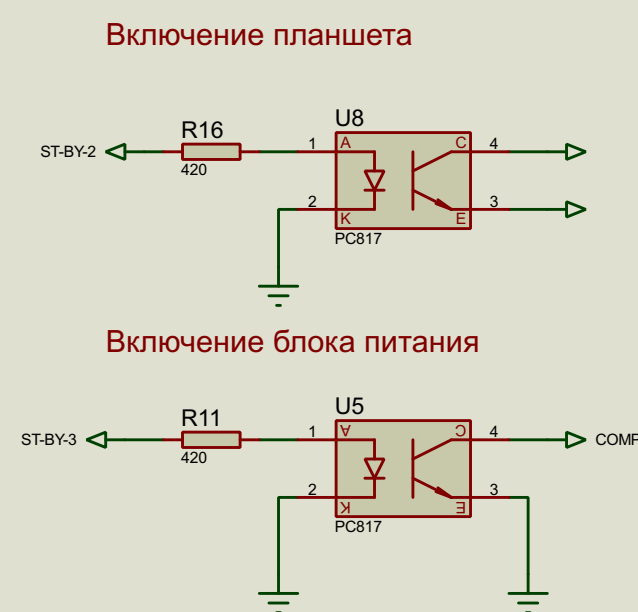 Включение планшета
U8
R16
ST-BY-2
420
1
A
C
4
2
K
E
3
PC817
Включение блока питания
U5
R11
ST-BY-3
420
1
A
C
4
COMP
2
K
E
3
PC817